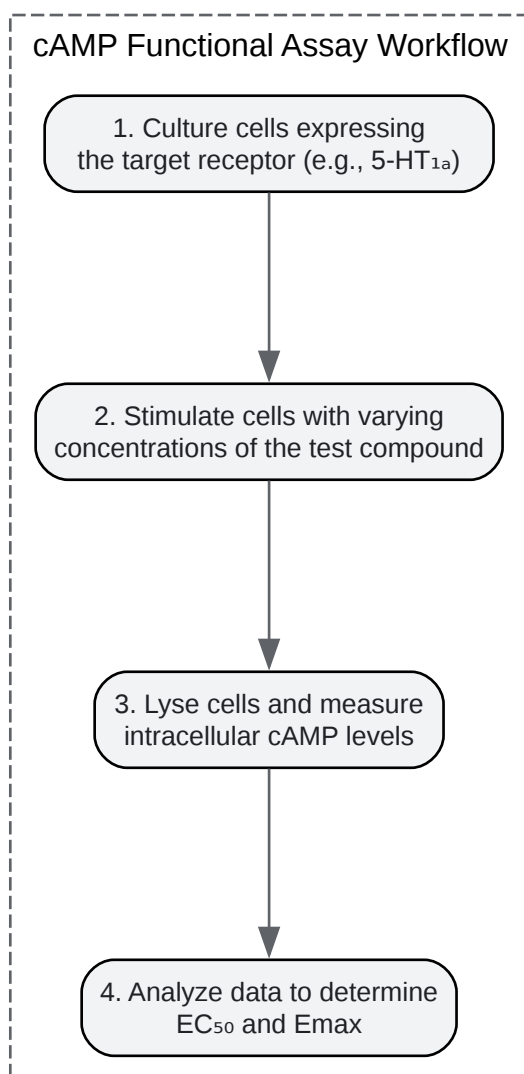 cAMP Functional Assay Workflow
1. Culture cells expressing
the target receptor (e.g., 5-HT₁ₐ)
2. Stimulate cells with varying
concentrations of the test compound
3. Lyse cells and measure
intracellular cAMP levels
4. Analyze data to determine
EC₅₀ and Emax